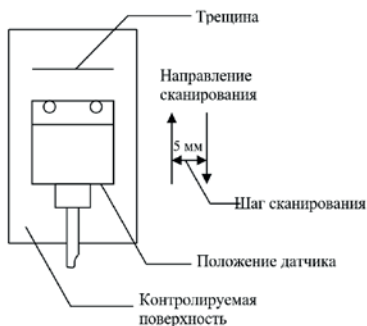 Трещина
Направление
сканирования
5 мм
Шаг сканирования
Положение датчика
Контролируемая
поверхность